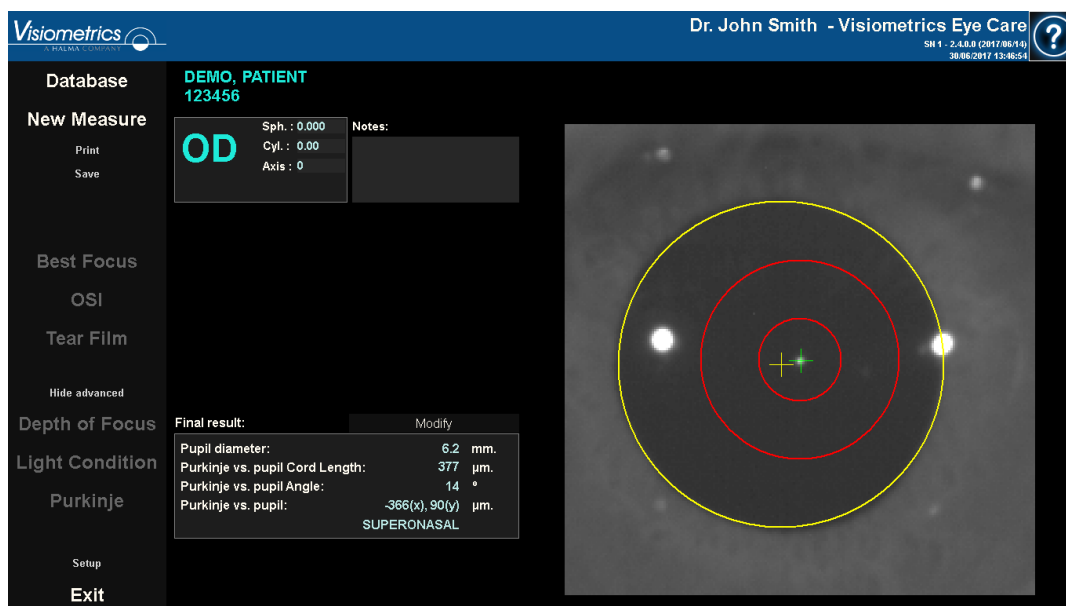 Visiometrics
A HALMA COMPANY
Dr. John Smith - Visiometrics Eye Care
SN 1 - 2.4.0.0 (2017/06/14)
30/06/2017 13:46:54
?
Database
New Measure
Print
Save
Best Focus
OSI
Tear Film
Hide advanced
Depth of Focus
Light Condition
Purkinje
Setup
Exit
DEMO, PATIENT
123456
OD
Sph. : 0.000
Cyl. : 0.00
Axis : 0
Notes:
Final result: Modify
Pupil diameter: 6.2 mm.
Purkinje vs. pupil Cord Length: 377 µm.
Purkinje vs. pupil Angle: 14 º
Purkinje vs. pupil: -366(x), 90(y) µm.
SUPERONASAL